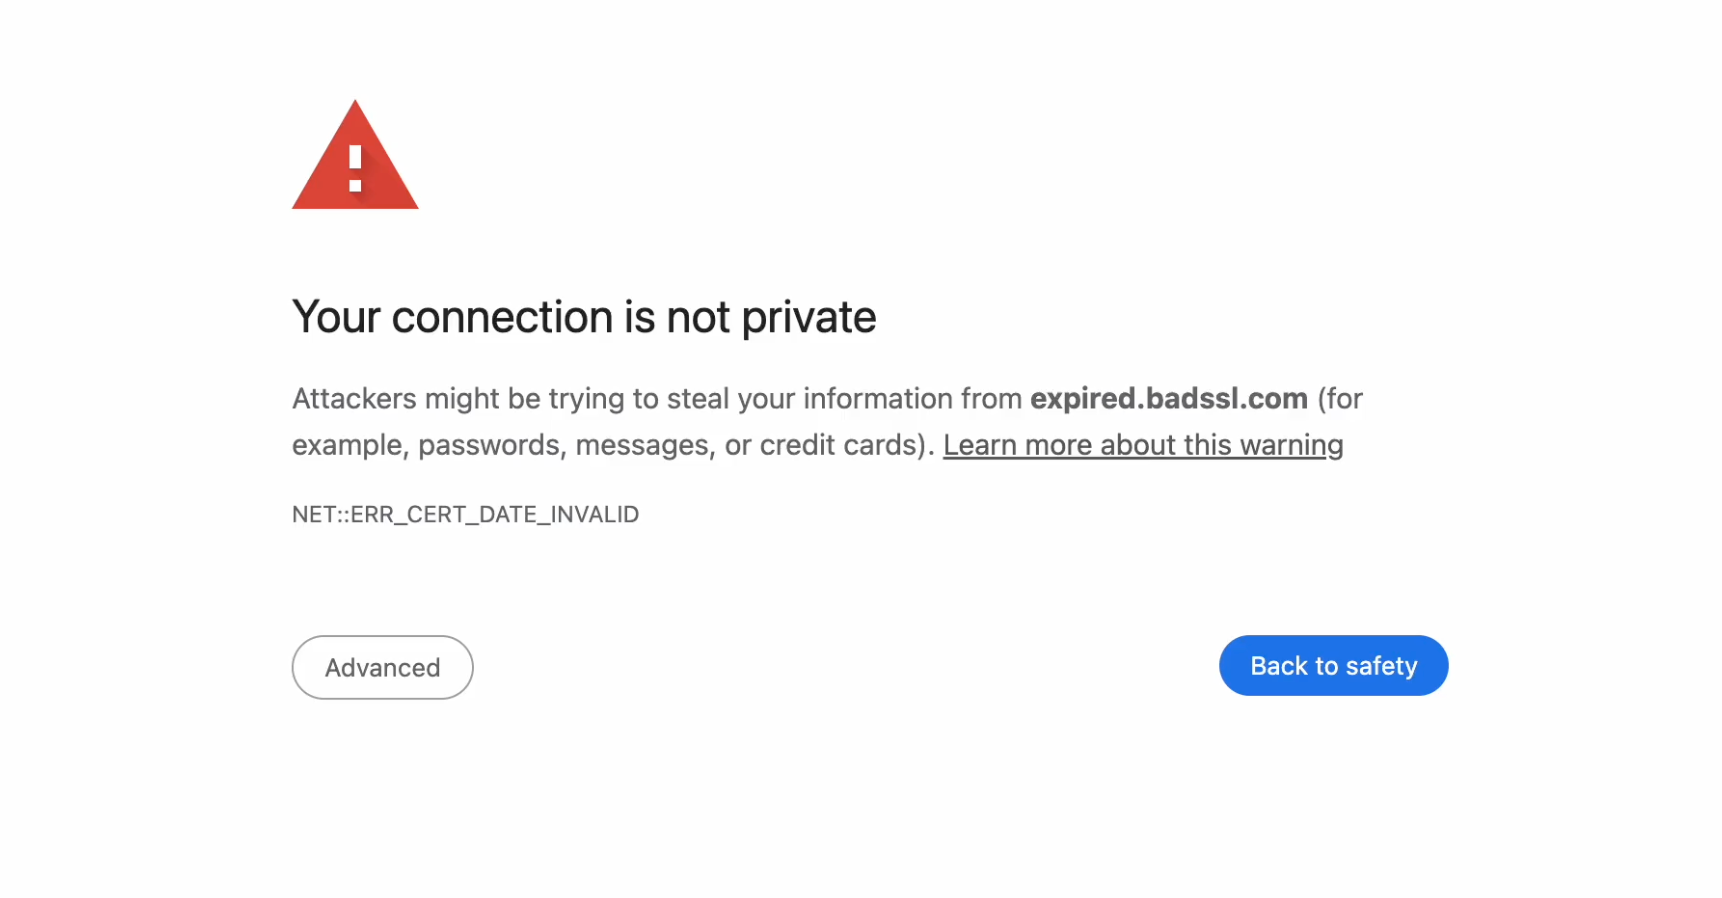 Your connection is not private
Attackers might be trying to steal your information from expired.badssl.com (for
example, passwords, messages, or credit cards). Learn more about this warning
NET::ERR_CERT_DATE_INVALID
Advanced
Back to safety